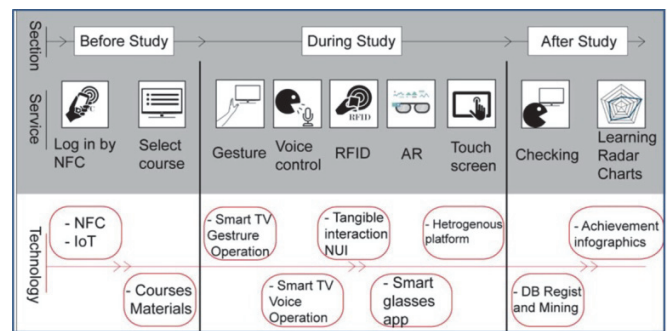 Section
Before Study
During Study
After Study
Service
RFID
Log in by
NFC
Select
course
Gesture
Voice
control
RFID
AR
Touch
screen
Checking
Learning
Radar
Charts
Technology
- NFC
- IoT
- Courses
Materials
- Smart TV
Gestrure
Operation
- Smart TV
Voice
Operation
- Tangible
interaction
NUI
- Smart
glasses
app
- Hetrogenous
platform
- DB Regist
and Mining
- Achievement
infographics